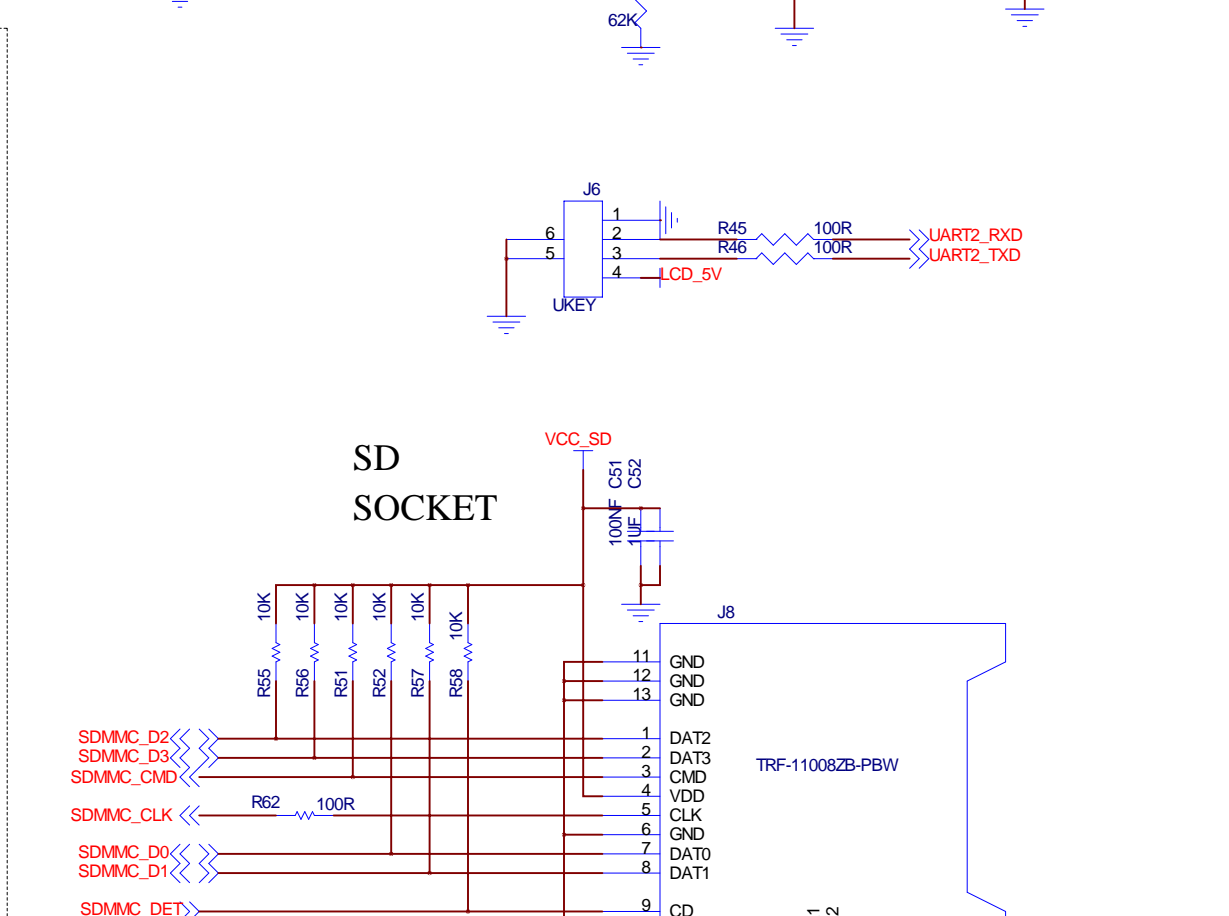 62K
J6
1
6
2
R45
100R
UART2_RXD
5
3
R46
100R
UART2_TXD
4
LCD_5V
UKEY
SD
SOCKET
VCC_SD
C51
C52
100NF
1UF
J8
10K
10K
10K
10K
10K
10K
R55
R56
R51
R52
R57
R58
11 GND
12 GND
13 GND
SDMMC_D2
1 DAT2
SDMMC_D3
2 DAT3
SDMMC_CMD
3 CMD
TRF-11008ZB-PBW
4 VDD
SDMMC_CLK
R62
100R
5 CLK
6 GND
SDMMC_D0
7 DAT0
SDMMC_D1
8 DAT1
SDMMC_DET
9 CD
1
2